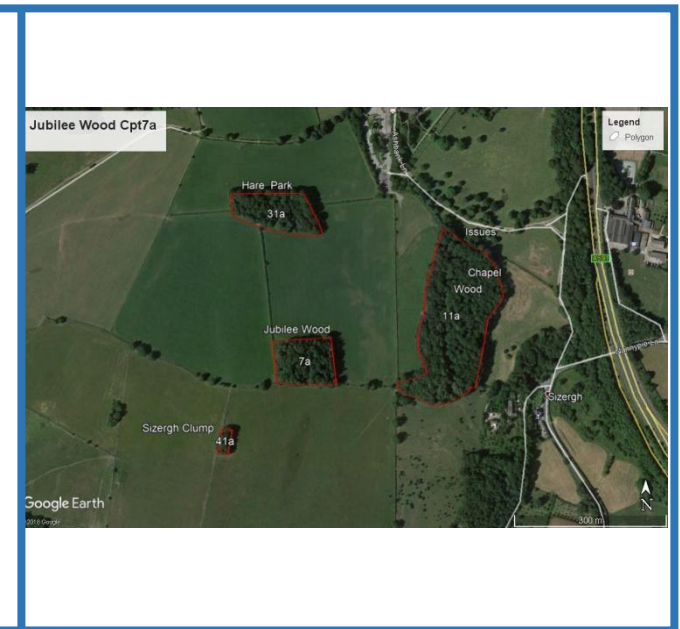 Jubilee Wood Cpt7a
Legend
Polygon
Hare Park
31a
Issues
Chapel
Wood
11a
Jubilee Wood
7a
Sizergh
Sizergh Clump
41a
Google Earth
N
300 m